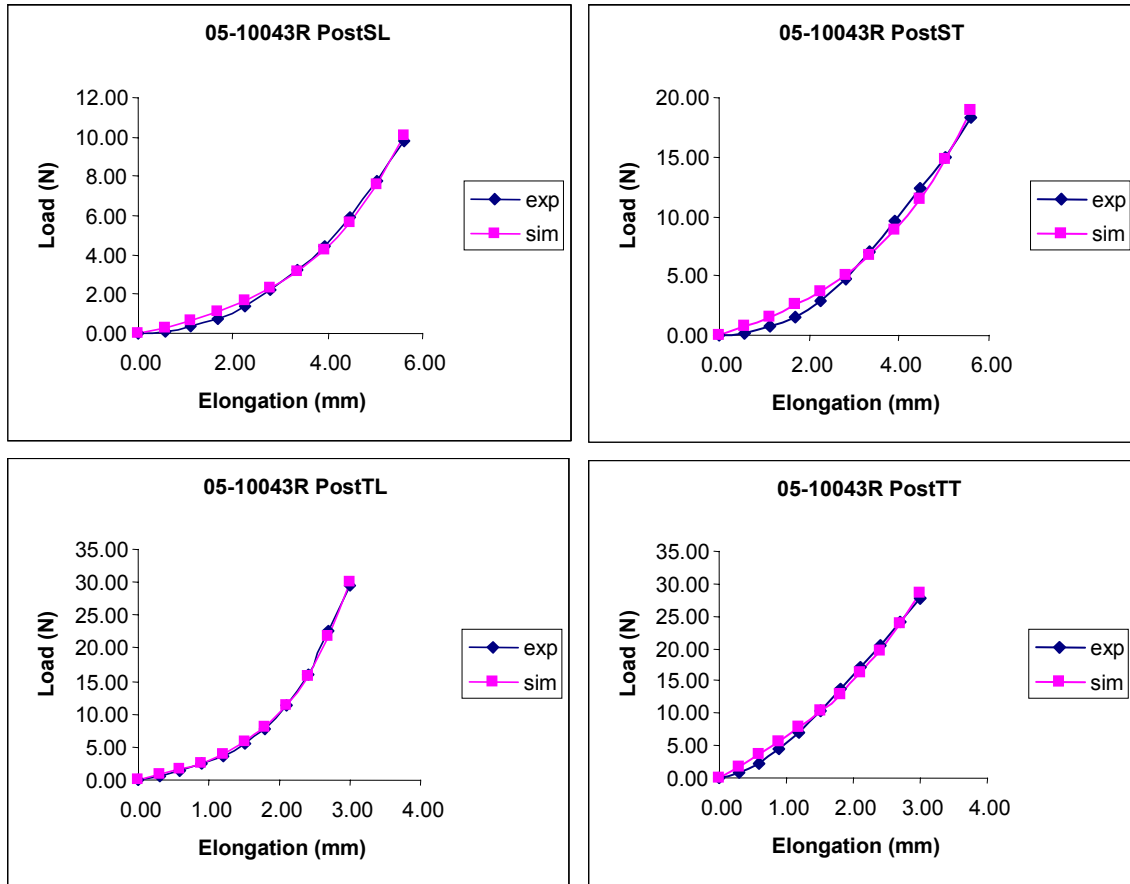 05-10043R PostSL
12.00
10.00
8.00
6.00
4.00
2.00
0.00
Load (N)
0.00 2.00 4.00 6.00
Elongation (mm)
exp
sim
05-10043R PostST
20.00
15.00
10.00
5.00
0.00
Load (N)
0.00 2.00 4.00 6.00
Elongation (mm)
exp
sim
05-10043R PostTL
35.00
30.00
25.00
20.00
15.00
10.00
5.00
0.00
Load (N)
0.00 1.00 2.00 3.00 4.00
Elongation (mm)
exp
sim
05-10043R PostTT
35.00
30.00
25.00
20.00
15.00
10.00
5.00
0.00
Load (N)
0.00 1.00 2.00 3.00 4.00
Elongation (mm)
exp
sim